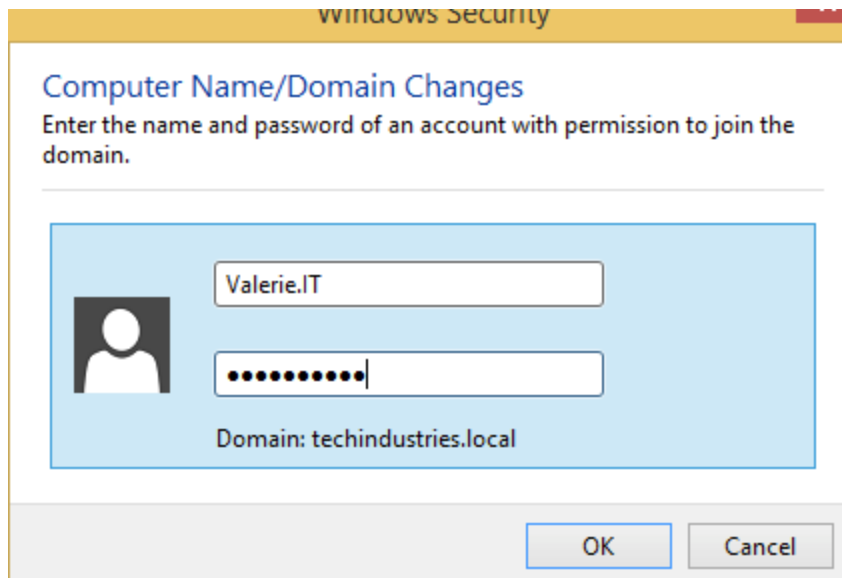 Windows Security
Computer Name/Domain Changes
Enter the name and password of an account with permission to join the
domain.
Valerie.IT
●●●●●●●●●●
Domain: techindustries.local
OK
Cancel